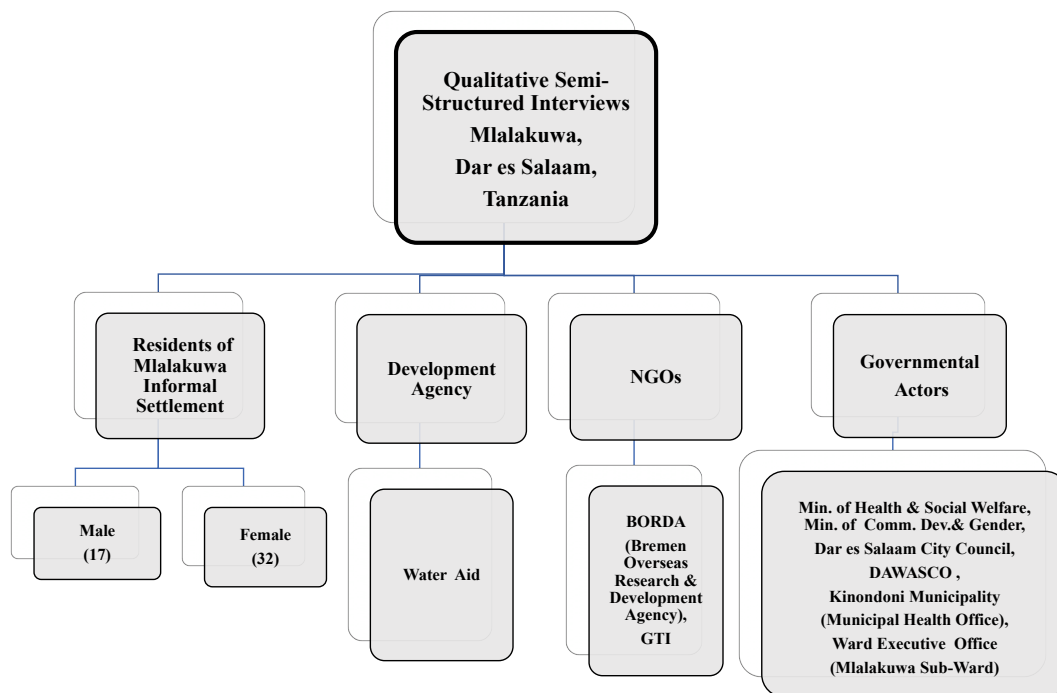 Qualitative Semi-
Structured Interviews
Mlalakuwa,
Dar es Salaam,
Tanzania
Residents of
Mlalakuwa
Informal
Settlement
Development
Agency
NGOs
Governmental
Actors
Male
(17)
Female
(32)
Water Aid
BORDA
(Bremen
Overseas
Research &
Development
Agency),
GTI
Min. of Health & Social Welfare,
Min. of Comm. Dev.& Gender,
Dar es Salaam City Council,
DAWASCO ,
Kinondoni Municipality
(Municipal Health Office),
Ward Executive Office
(Mlalakuwa Sub-Ward)